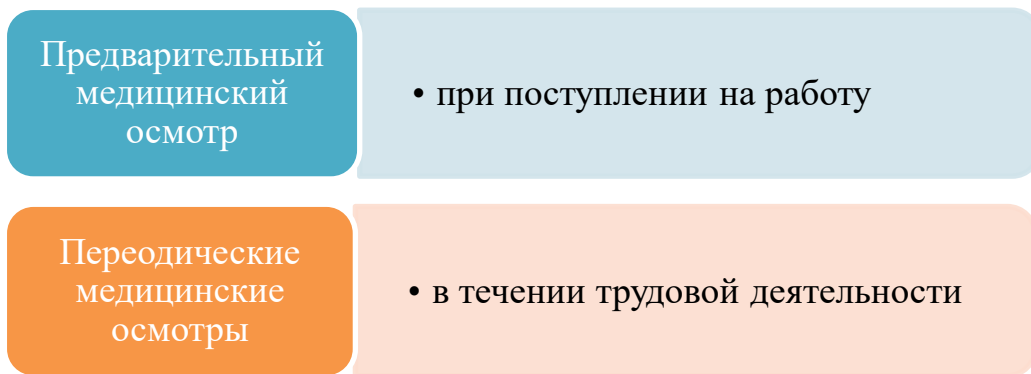 Предварительный
медицинский
осмотр
• при поступлении на работу
Переодические
медицинские
осмотры
• в течении трудовой деятельности